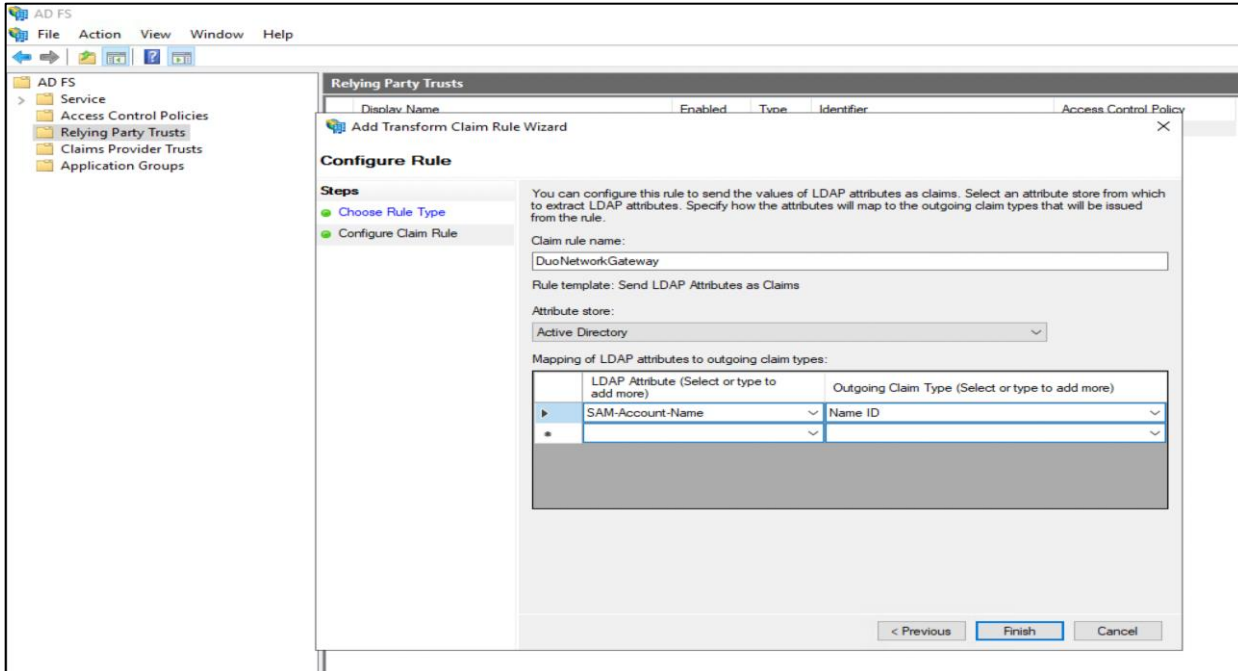 AD FS
File Action View Window Help
AD FS
Service
Access Control Policies
Relying Party Trusts
Claims Provider Trusts
Application Groups
Relying Party Trusts
Display Name Enabled Type Identifier Access Control Policy
Add Transform Claim Rule Wizard
Configure Rule
Steps
Choose Rule Type
Configure Claim Rule
You can configure this rule to send the values of LDAP attributes as claims. Select an attribute store from which
to extract LDAP attributes. Specify how the attributes will map to the outgoing claim types that will be issued
from the rule.
Claim rule name:
DuoNetworkGateway
Rule template: Send LDAP Attributes as Claims
Attribute store:
Active Directory
Mapping of LDAP attributes to outgoing claim types:
LDAP Attribute (Select or type to
add more)
Outgoing Claim Type (Select or type to add more)
SAM-Account-Name Name ID
< Previous Finish Cancel